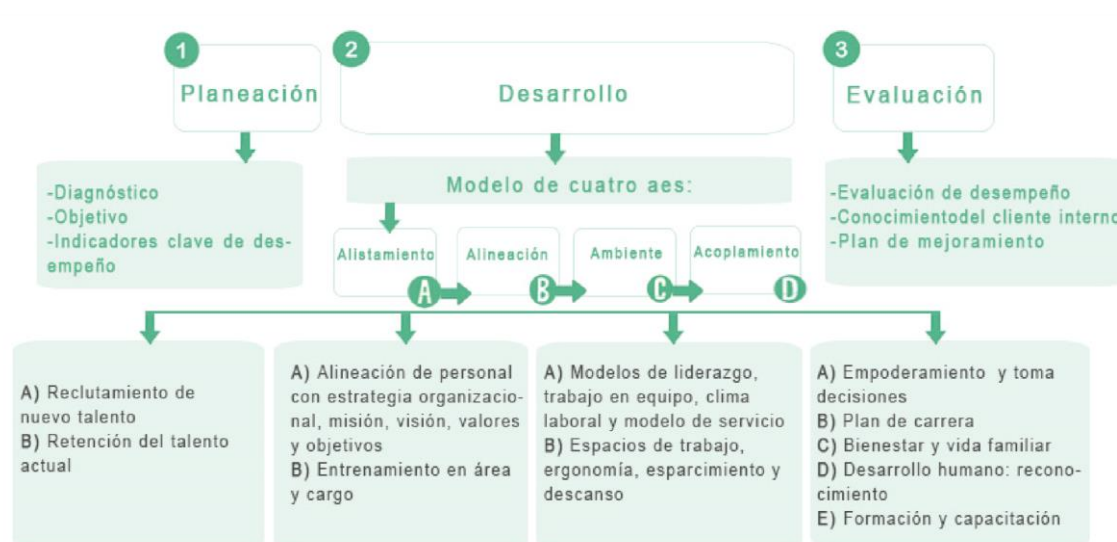 1
Planeación
2
Desarrollo
3
Evaluación
-Diagnóstico
-Objetivo
-Indicadores clave de des-
empeño
Modelo de cuatro aes:
-Evaluación de desempeño
-Conocimientodel cliente interno
-Plan de mejoramiento
Alistamiento
A
Alineación
B
Ambiente
C
Acoplamiento
D
A) Reclutamiento de
nuevo talento
B) Retención del talento
actual
A) Alineación de personal
con estrategia organizacio-
nal, misión, visión, valores
y objetivos
B) Entrenamiento en área
y cargo
A) Modelos de liderazgo,
trabajo en equipo, clima
laboral y modelo de servicio
B) Espacios de trabajo,
ergonomía, esparcimiento y
descanso
A) Empoderamiento y toma
decisiones
B) Plan de carrera
C) Bienestar y vida familiar
D) Desarrollo humano: recono-
cimiento
E) Formación y capacitación